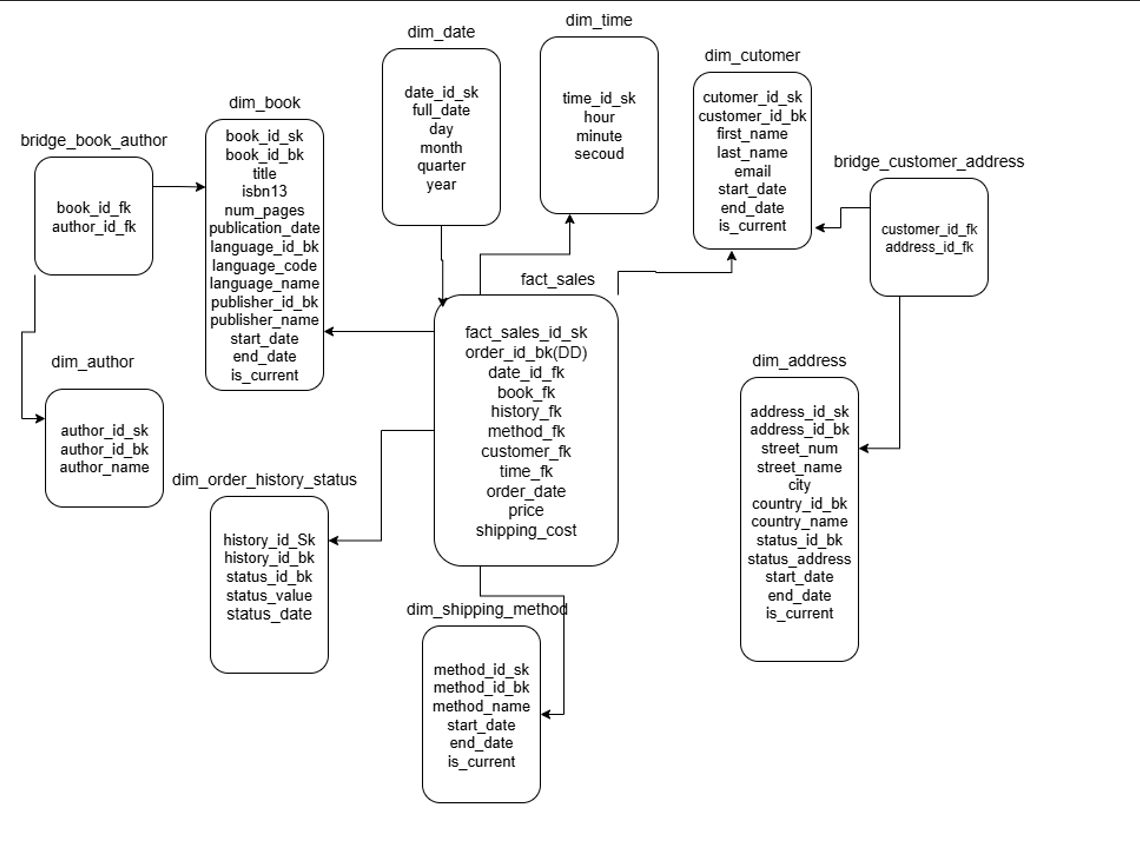 dim_time
dim_date
dim_cutomer
dim_book
bridge_book_author
bridge_customer_address
date_id_sk
full_date
day
month
quarter
year
time_id_sk
hour
minute
secoud
cutomer_id_sk
customer_id_bk
first_name
last_name
email
start_date
end_date
is_current
book_id_sk
book_id_bk
title
isbn13
num_pages
publication_date
language_id_bk
language_code
language_name
publisher_id_bk
publisher_name
start_date
end_date
is_current
book_id_fk
author_id_fk
customer_id_fk
address_id_fk
fact_sales
fact_sales_id_sk
order_id_bk(DD)
date_id_fk
book_fk
history_fk
method_fk
customer_fk
time_fk
order_date
price
shipping_cost
dim_author
author_id_sk
author_id_bk
author_name
dim_address
address_id_sk
address_id_bk
street_num
street_name
city
country_id_bk
country_name
status_id_bk
status_address
start_date
end_date
is_current
dim_order_history_status
history_id_Sk
history_id_bk
status_id_bk
status_value
status_date
dim_shipping_method
method_id_sk
method_id_bk
method_name
start_date
end_date
is_current